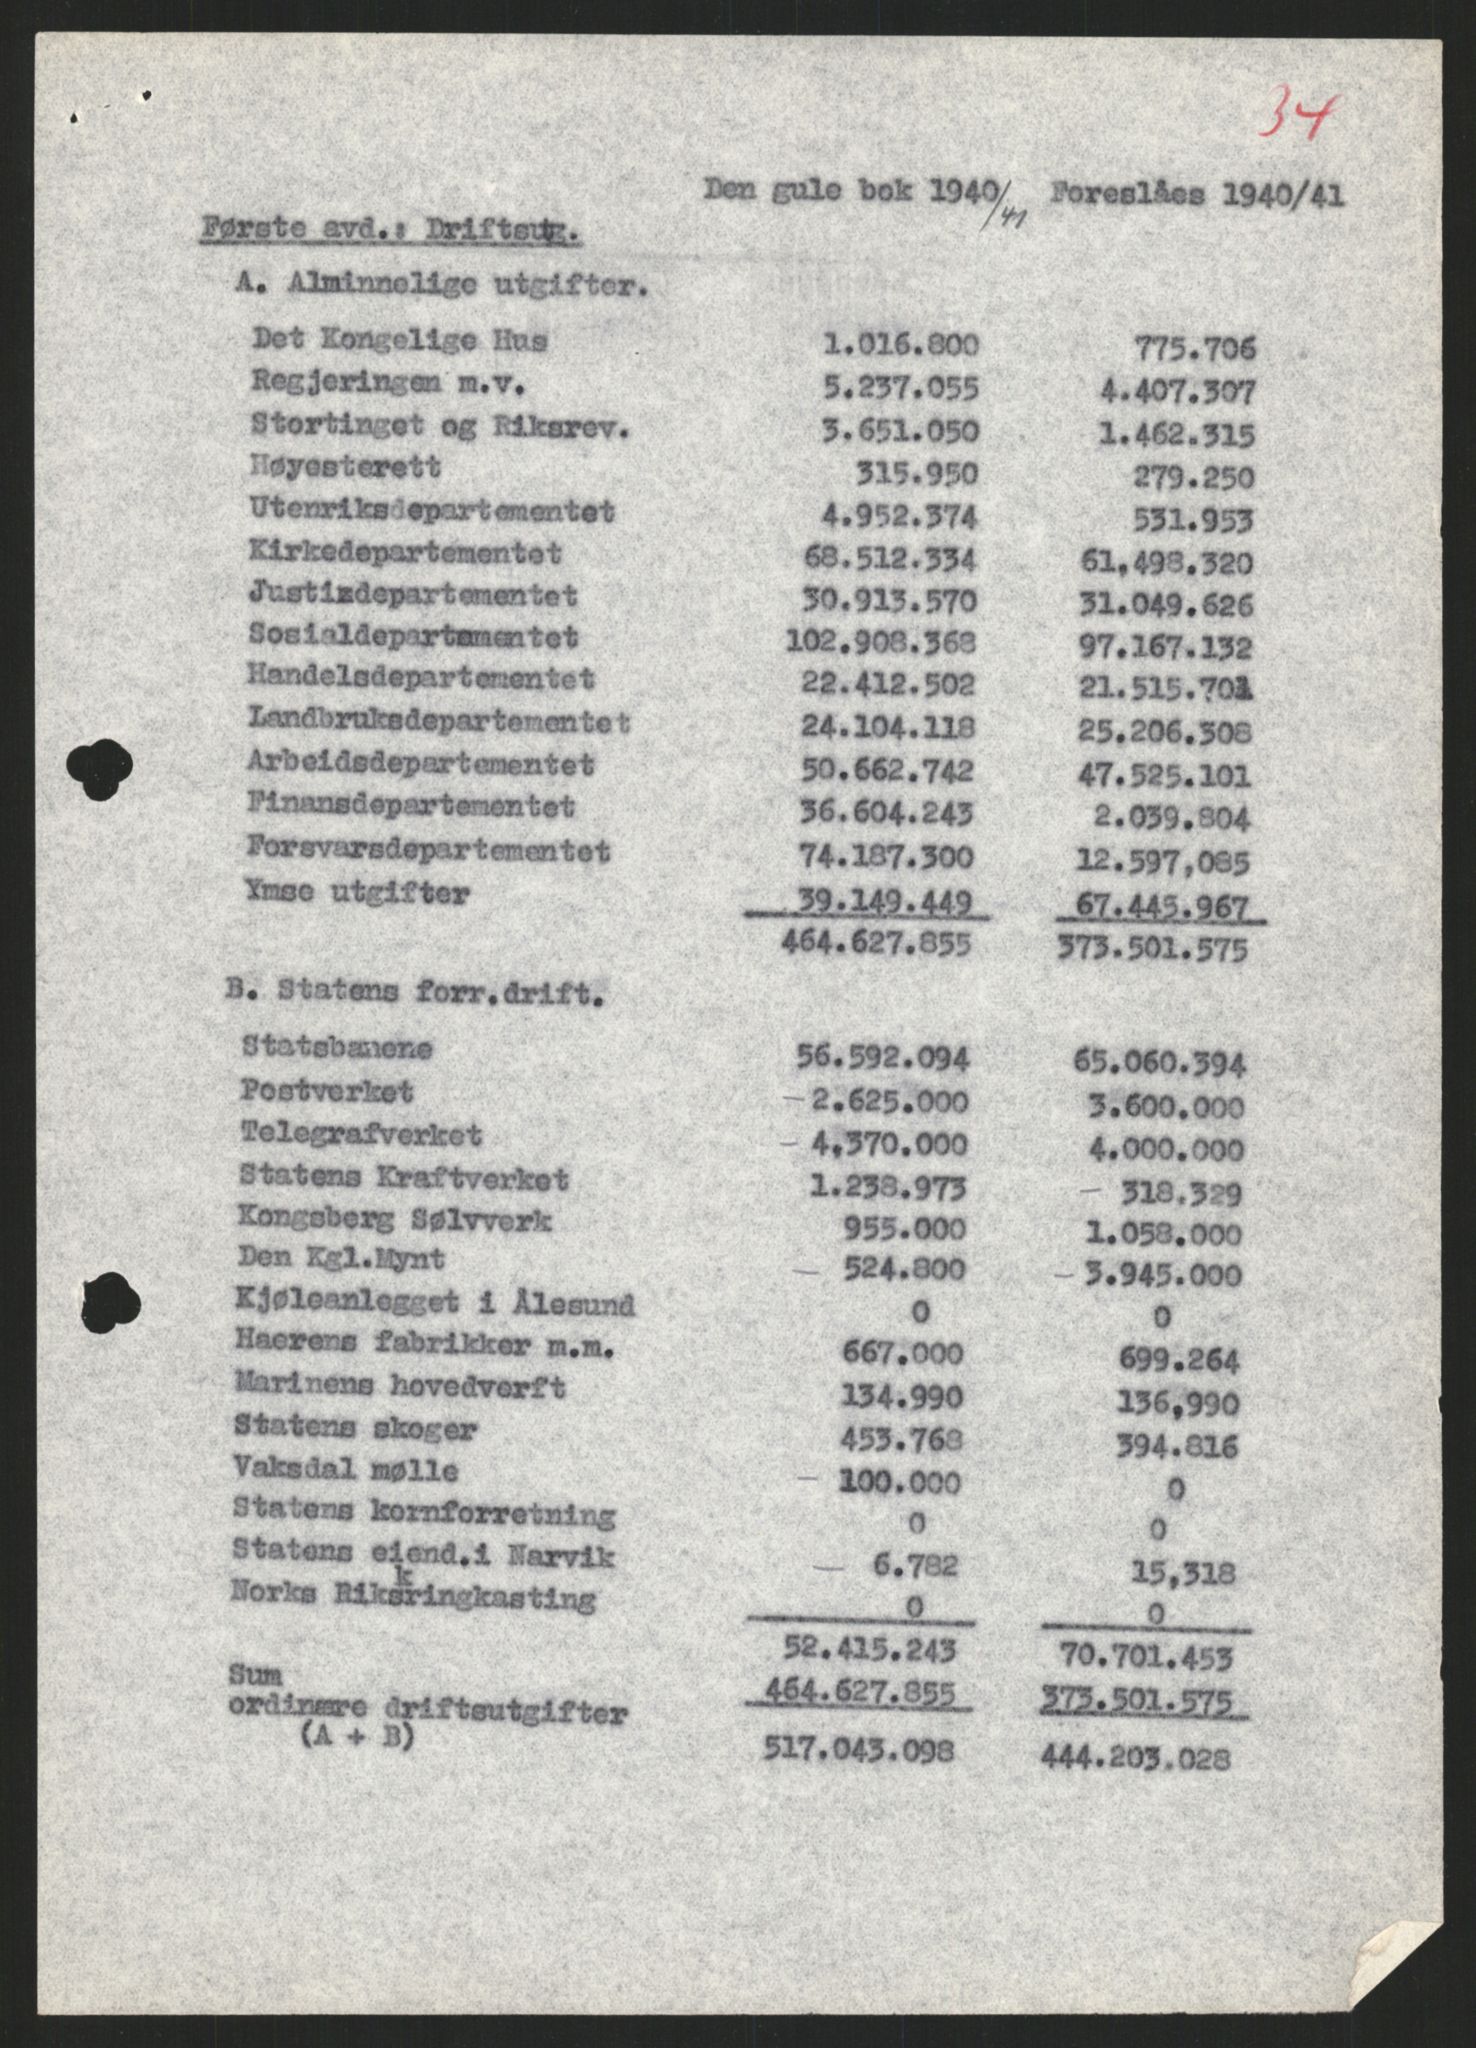 34
Den gule bok 1940/41 Foreslåes 1940/41
Første avd.: Driftsutg.
A. Alminnelige utgifter.
Det Kongelige Hus 1.016.800 775.706
Regjeringen m.v. 5.237.055 4.407.307
Stortinget og Riksrev. 3.651.050 1.462.315
Høyesterett 315.950 279.250
Utenriksdepartementet 4.952.374 531.953
Kirkedepartementet 68.512.334 61,498.320
Justisdepartementet 30.913.570 31.049.626
Sosialdepartementet 102.908.368 97.167.132
Handelsdepartementet 22.412.502 21.515.701
Landbruksdepartementet 24.104.118 25.206.308
Arbeidsdepartementet 50.662.742 47.525.101
Finansdepartementet 36.604.243 2.039.804
Forsvarsdepartementet 74.187.300 12.597,085
Ymse utgifter 39.149.449 67.445.967
464.627.855 373.501.575
B. Statens forr.drift.
Statsbanene 56.592.094 65.060.394
Postverket - 2.625.000 3.600.000
Telegrafverket - 4,370.000 4.000.000
Statens Kraftverket 1.238.973 - 318.329
Kongsberg Sølvverk 955.000 1.058.000
Den Kgl.Mynt - 524.800 - 3.945.000
Kjøleanlegget i Ålesund 0 0
Haerens fabrikker m.m. 667.000 699.264
Marinens hovedverft 134.990 136,990
Statens skoger 453.768 394.816
Vaksdal mølle - 100.000 0
Statens kornforretning 0 0
Statens eiend.i Narvik - 6.782 15,318
Norks Rikskringkasting 0 0
52.415.243 70.701.453
Sum 464.627.855 373.501.575
ordinære driftsutgifter
(A + B) 517.043.098 444.203.028